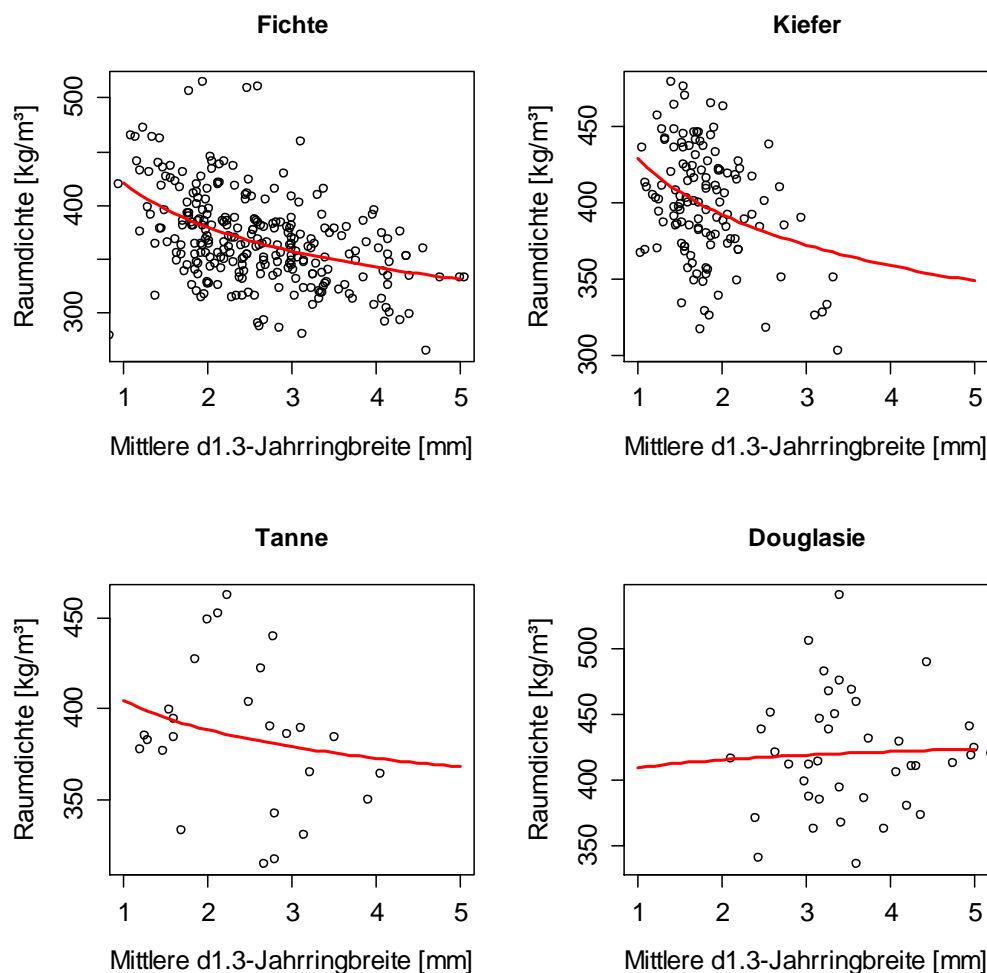 Fichte
Raumdichte [kg/m³]
500
400
300
1 2 3 4 5
Mittlere d1.3-Jahrringbreite [mm]
Kiefer
Raumdichte [kg/m³]
450
400
350
300
1 2 3 4 5
Mittlere d1.3-Jahrringbreite [mm]
Tanne
Raumdichte [kg/m³]
450
400
350
1 2 3 4 5
Mittlere d1.3-Jahrringbreite [mm]
Douglasie
Raumdichte [kg/m³]
500
450
400
350
1 2 3 4 5
Mittlere d1.3-Jahrringbreite [mm]